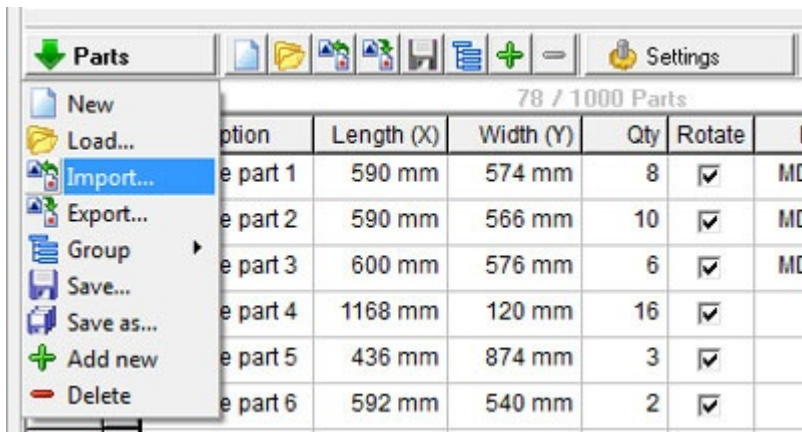 Parts Settings
78 / 1000 Parts
New
Load...
Import...
Export...
Group
Save...
Save as...
Add new
Delete
ption Length (X) Width (Y) Qty Rotate
e part 1 590 mm 574 mm 8
e part 2 590 mm 566 mm 10
e part 3 600 mm 576 mm 6
e part 4 1168 mm 120 mm 16
e part 5 436 mm 874 mm 3
e part 6 592 mm 540 mm 2